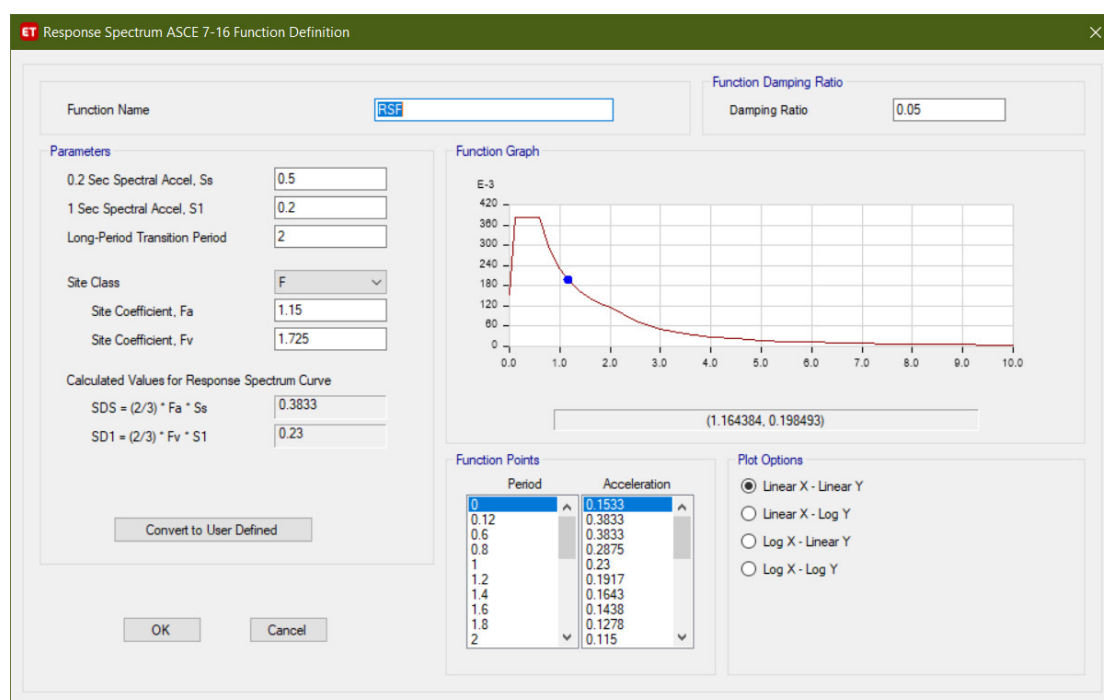 ET Response Spectrum ASCE 7-16 Function Definition
Function Name RSF
Function Damping Ratio
Damping Ratio 0.05
Parameters
0.2 Sec Spectral Accel, Ss 0.5
1 Sec Spectral Accel, S1 0.2
Long-Period Transition Period 2
Site Class F
Site Coefficient, Fa 1.15
Site Coefficient, Fv 1.725
Calculated Values for Response Spectrum Curve
SDS = (2/3) * Fa * Ss 0.3833
SD1 = (2/3) * Fv * S1 0.23
Convert to User Defined
OK Cancel
Function Graph
E-3
420
360
300
240
180
120
60
0
0.0 1.0 2.0 3.0 4.0 5.0 6.0 7.0 8.0 9.0 10.0
(1.164384, 0.198493)
Function Points
Period Acceleration
0 0.1533
0.12 0.3833
0.6 0.3833
0.8 0.2875
1 0.23
1.2 0.1917
1.4 0.1643
1.6 0.1438
1.8 0.1278
2 0.115
Plot Options
Linear X - Linear Y
Linear X - Log Y
Log X - Linear Y
Log X - Log Y